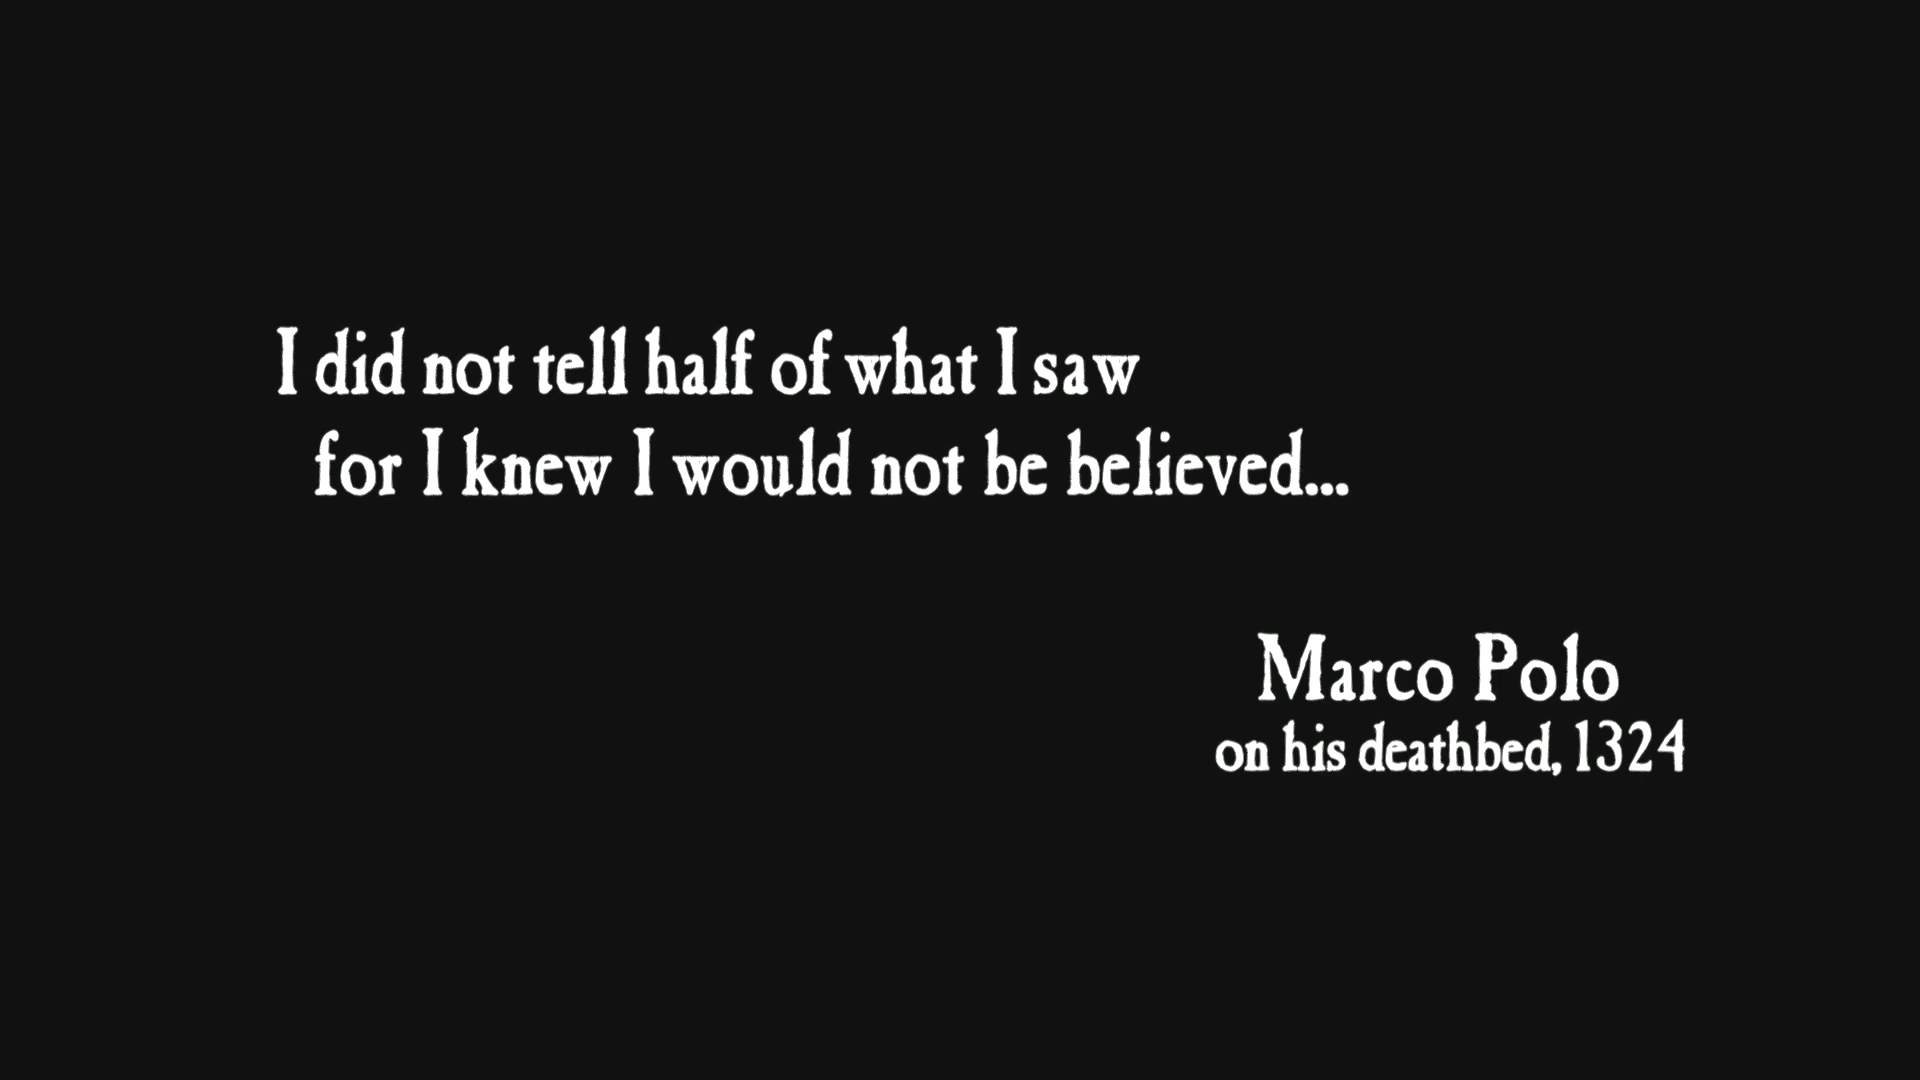 I did not tell half of what I saw
for I knew I would not be believed...
Marco Polo
on his deathbed, 1324